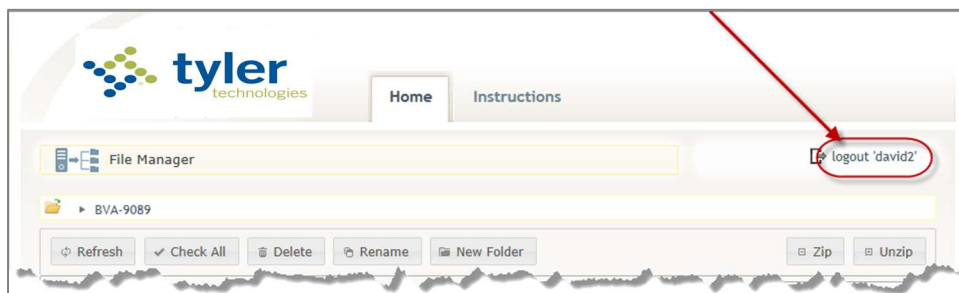 tyler
technologies
Home Instructions
File Manager
logout 'david2'
BVA-9089
Refresh Check All Delete Rename New Folder Zip Unzip